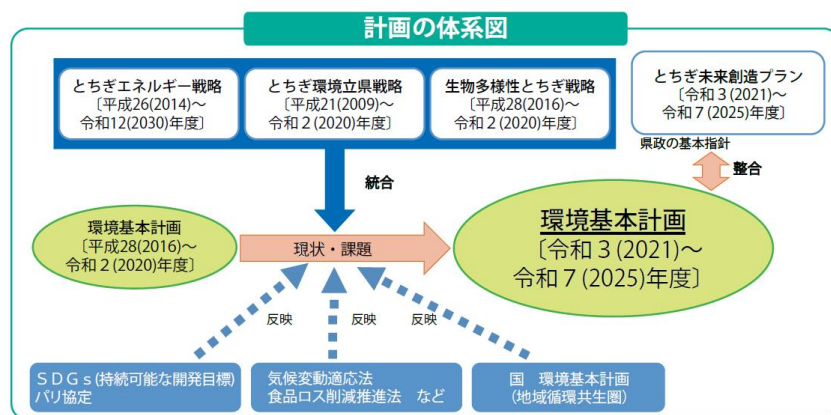 計画の体系図
とちぎエネルギー戦略
〔平成26(2014)～
令和12(2030)年度〕
とちぎ環境立県戦略
〔平成21(2009)～
令和２(2020)年度〕
生物多様性とちぎ戦略
〔平成28(2016)～
令和２(2020)年度〕
とちぎ未来創造プラン
〔令和３(2021)～
令和７(2025)年度〕
県政の基本指針
整合
統合
環境基本計画
〔平成28(2016)～
令和２(2020)年度〕
現状・課題
環境基本計画
〔令和３(2021)～
令和７(2025)年度〕
反映
反映
反映
ＳＤＧｓ(持続可能な開発目標)
パリ協定
気候変動適応法
食品ロス削減推進法　など
国　環境基本計画
(地域循環共生圏)